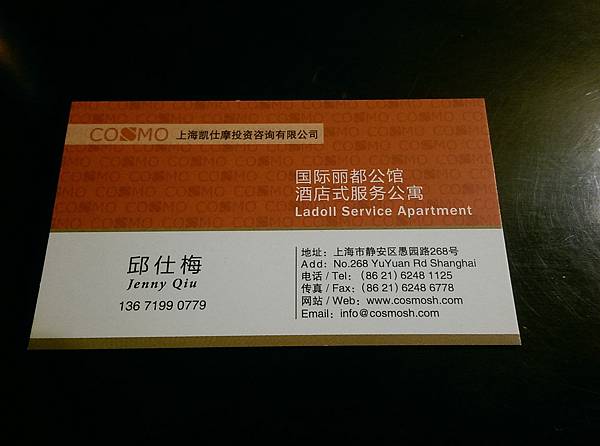 COSMO 上海凯仕摩投资咨询有限公司
国际丽都公馆
酒店式服务公寓
Ladoll Service Apartment
邱仕梅
Jenny Qiu
136 7199 0779
地址：上海市静安区愚园路268号
Add：No.268 YuYuan Rd Shanghai
电话 / Tel：（86 21) 6248 1125
传真 / Fax：（86 21) 6248 6778
网站 / Web：www.cosmosh.com
Email：info@cosmosh.com